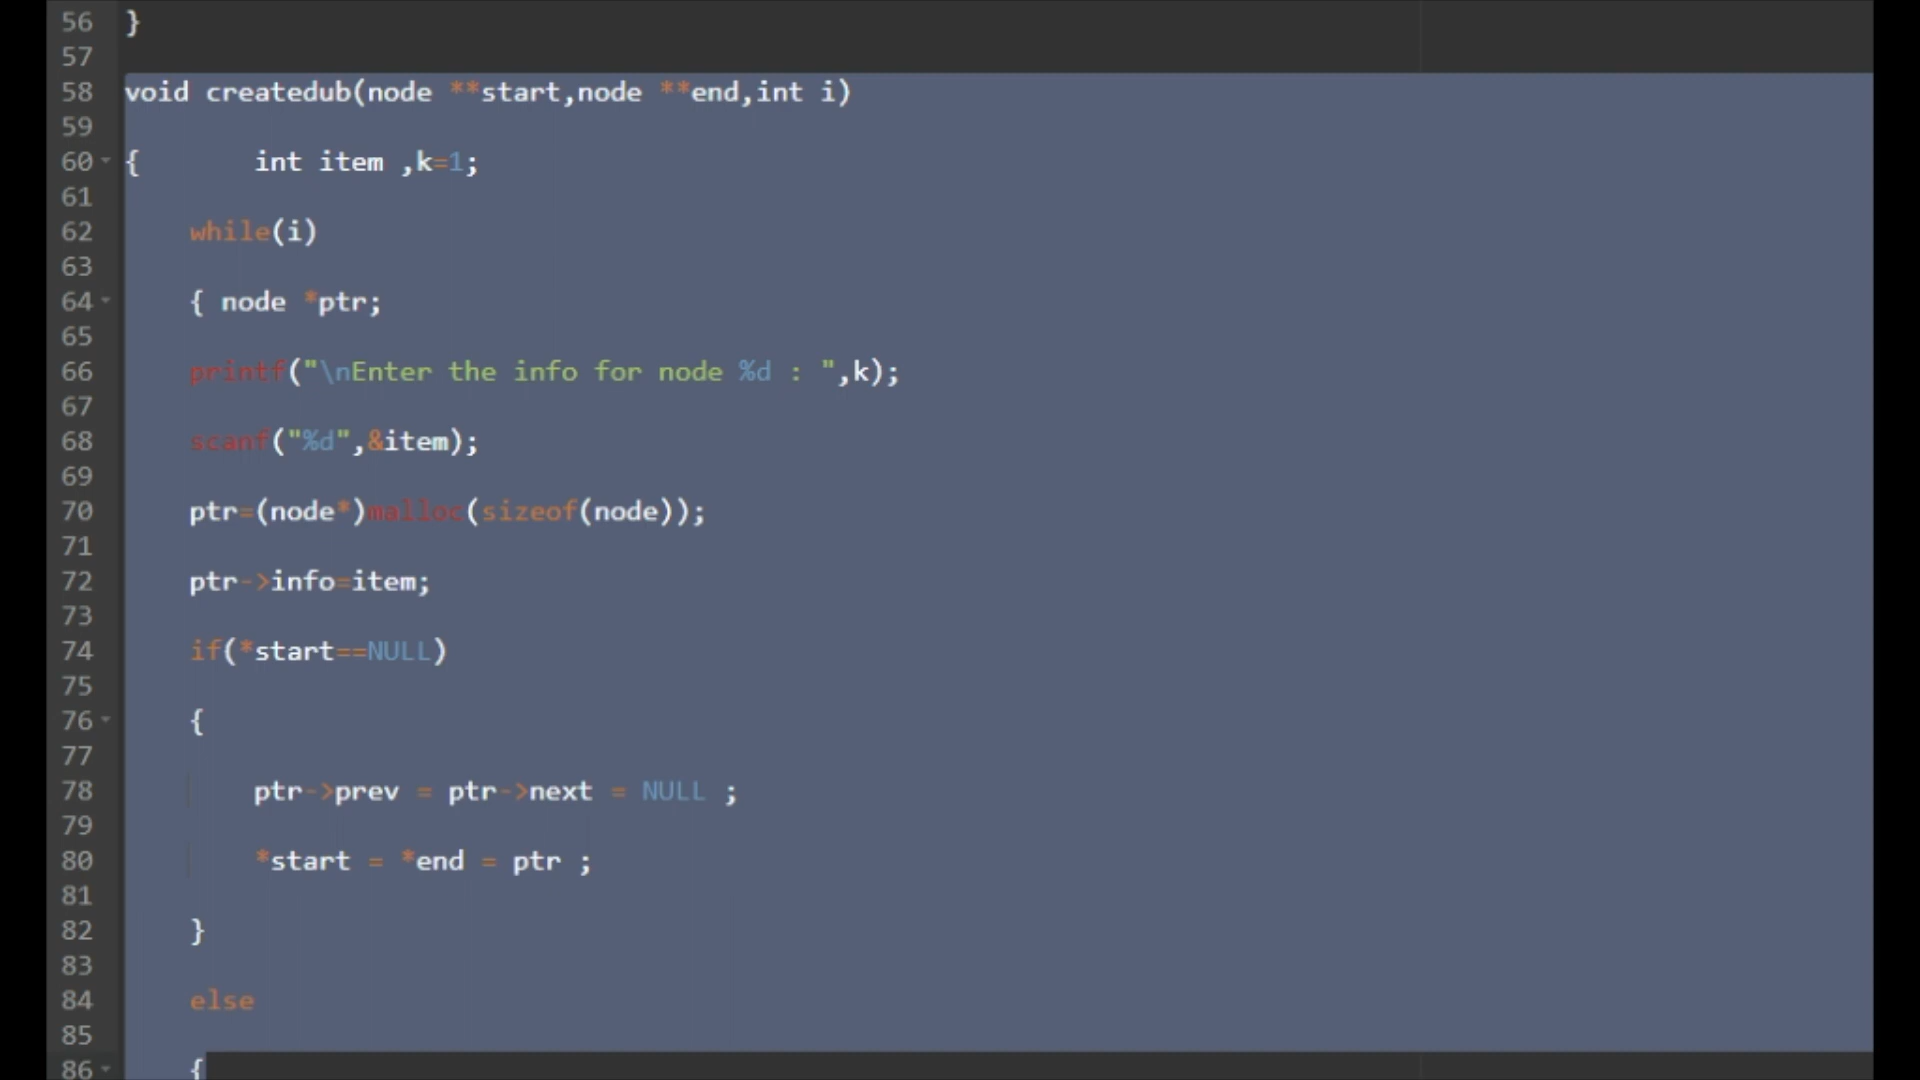 56 }
57
58 void createdub(node **start,node **end,int i)
59
60 { int item ,k=1;
61
62 while(i)
63
64 { node *ptr;
65
66 printf("\nEnter the info for node %d : ",k);
67
68 scanf("%d",&item);
69
70 ptr=(node*)malloc(sizeof(node));
71
72 ptr->info=item;
73
74 if(*start==NULL)
75
76 {
77
78 ptr->prev = ptr->next = NULL ;
79
80 *start = *end = ptr ;
81
82 }
83
84 else
85
86 {